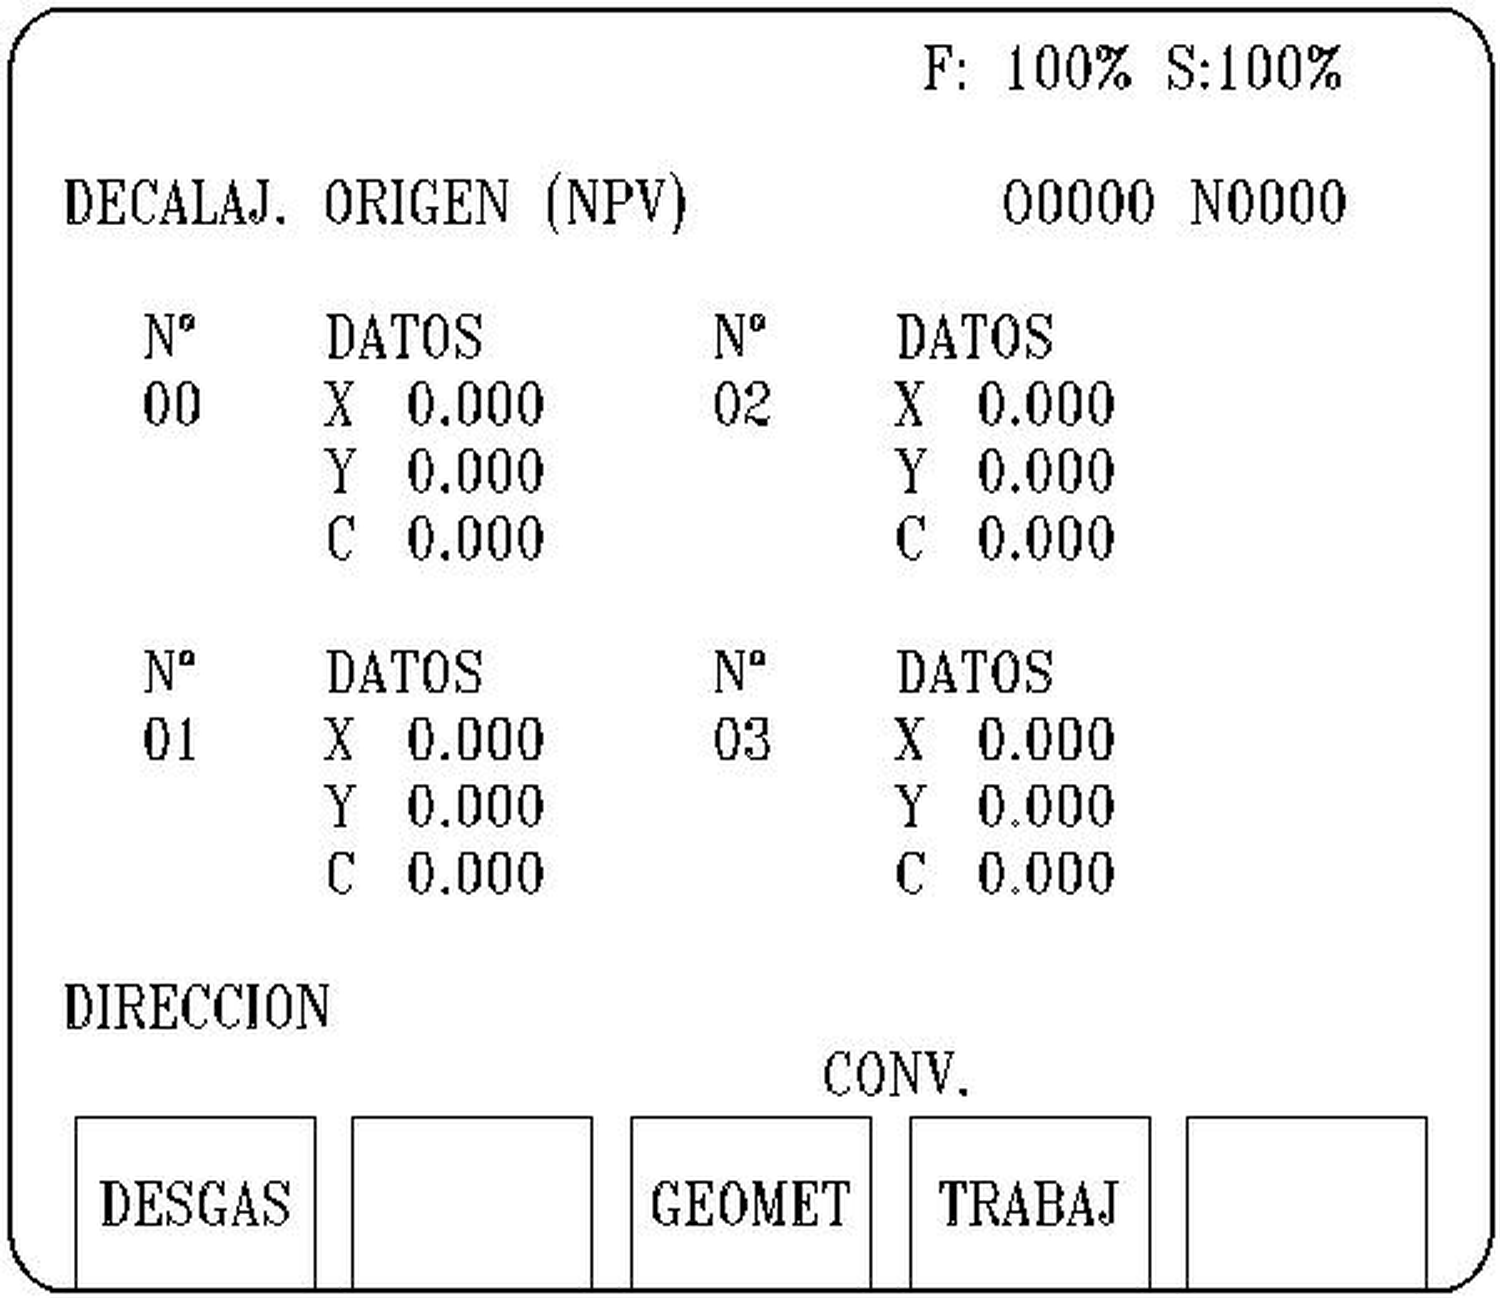 F: 100% S:100%
DECALAJ. ORIGEN (NPV) O0000 N0000
Nº DATOS Nº DATOS
00 X 0.000 02 X 0.000
Y 0.000 Y 0.000
C 0.000 C 0.000
Nº DATOS Nº DATOS
01 X 0.000 03 X 0.000
Y 0.000 Y 0.000
C 0.000 C 0.000
DIRECCION
CONV.
DESGAS GEOMET TRABAJ